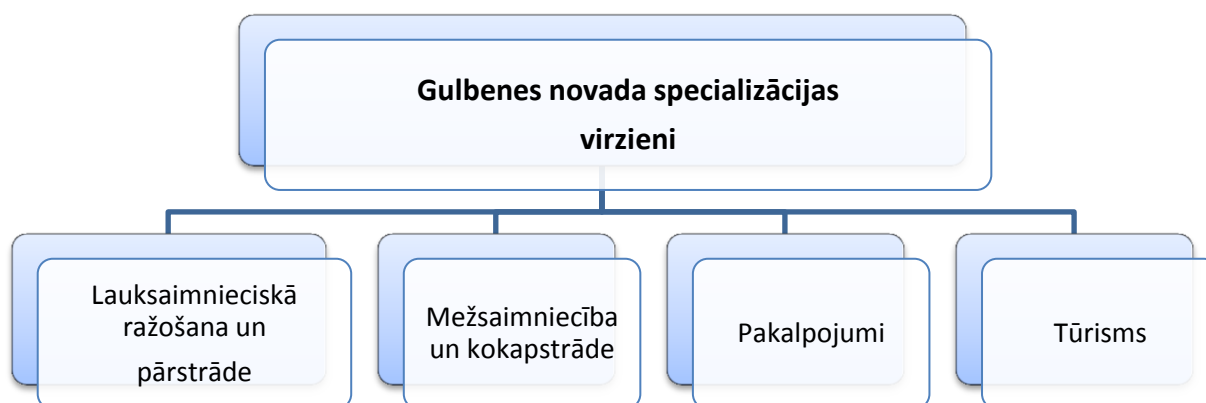 Gulbenes novada specializācijas
virzieni
Lauksaimnieciskā
ražošana un
pārstrāde
Mežsaimniecība
un kokapstrāde
Pakalpojumi
Tūrisms